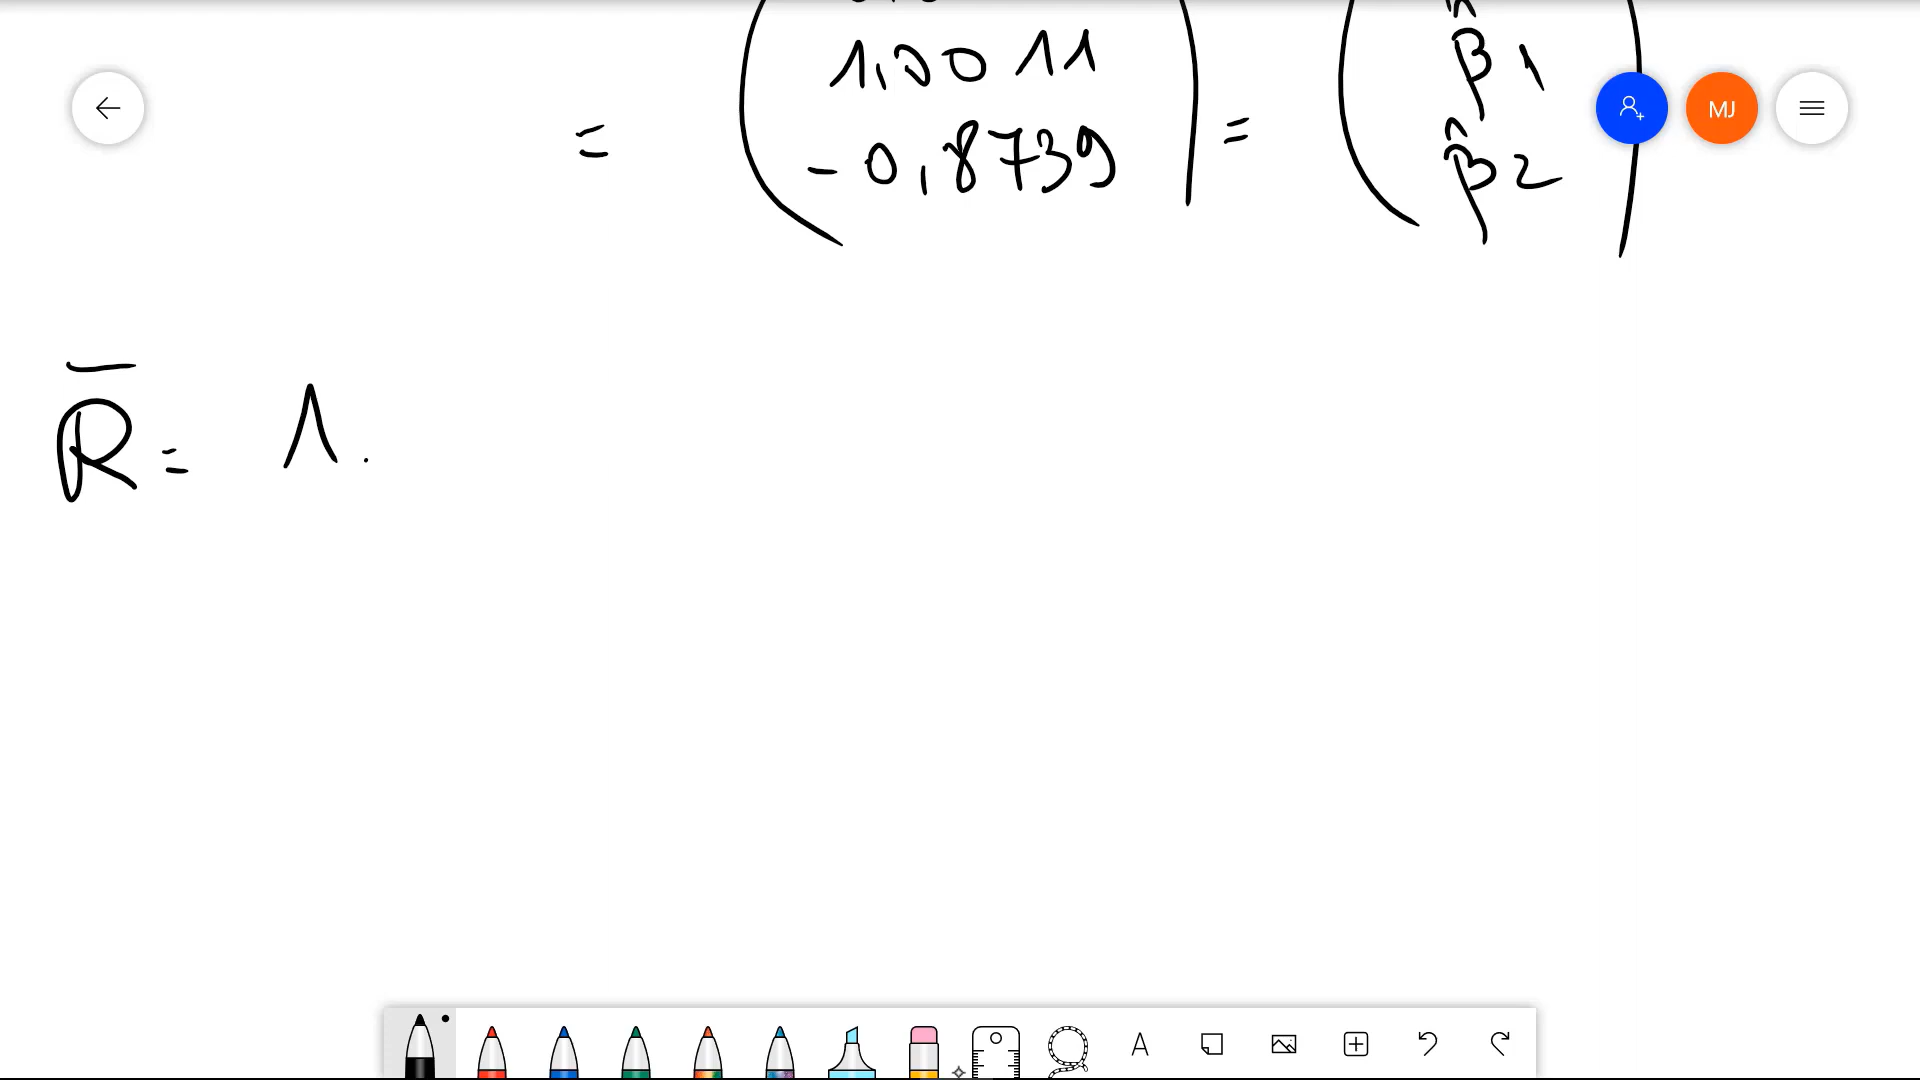 1,0011
-0,8739
=
=
β̂1
β̂2
MJ
R̄ = 1.
A